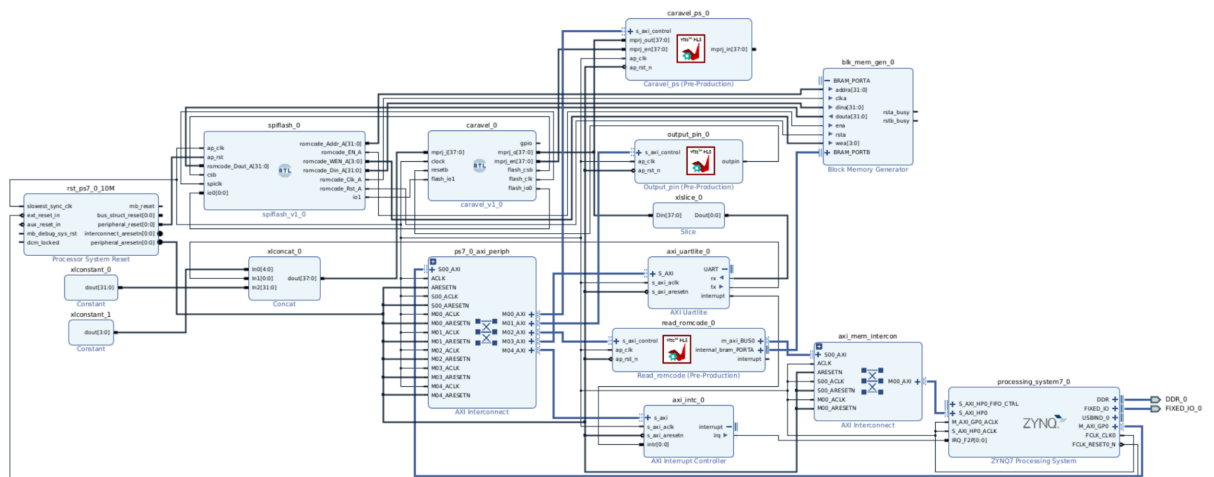 caravel_ps_0
s_axi_control
mprj_out[37:0]
mprj_en[37:0]
ap_clk
ap_rst_n
mprj_in[37:0]
Caravel_ps (Pre-Production)
blk_mem_gen_0
BRAM_PORTA
addra[31:0]
clka
dina[31:0]
douta[31:0]
ena
rsta
wea[3:0]
BRAM_PORTB
rsta_busy
rstb_busy
Block Memory Generator
spiflash_0
ap_clk
ap_rst
romcode_Dout_A[31:0]
csb
spiclk
io0[0:0]
romcode_Addr_A[31:0]
romcode_EN_A
romcode_WEN_A[3:0]
romcode_Din_A[31:0]
romcode_Clk_A
romcode_Rst_A
io1
RTL
spiflash_v1_0
caravel_0
mprj_i[37:0]
clock
resetb
flash_io1
gpio
mprj_o[37:0]
mprj_en[37:0]
flash_csb
flash_clk
flash_io0
RTL
caravel_v1_0
output_pin_0
s_axi_control
ap_clk
ap_rst_n
outpin
Output_pin (Pre-Production)
rst_ps7_0_10M
slowest_sync_clk
ext_reset_in
aux_reset_in
mb_debug_sys_rst
dcm_locked
mb_reset
bus_struct_reset[0:0]
peripheral_reset[0:0]
interconnect_aresetn[0:0]
peripheral_aresetn[0:0]
Processor System Reset
xlslice_0
Din[37:0]
Dout[0:0]
Slice
xlconstant_0
dout[31:0]
Constant
xlconstant_1
dout[3:0]
Constant
xlconcat_0
In0[4:0]
In1[0:0]
In2[31:0]
dout[37:0]
Concat
ps7_0_axi_periph
S00_AXI
ACLK
ARESETN
S00_ACLK
S00_ARESETN
M00_ACLK
M00_ARESETN
M01_ACLK
M01_ARESETN
M02_ACLK
M02_ARESETN
M03_ACLK
M03_ARESETN
M04_ACLK
M04_ARESETN
M00_AXI
M01_AXI
M02_AXI
M03_AXI
M04_AXI
AXI Interconnect
axi_uartlite_0
S_AXI
s_axi_aclk
s_axi_aresetn
UART
rx
tx
interrupt
AXI Uartlite
read_romcode_0
s_axi_control
ap_clk
ap_rst_n
m_axi_BUS0
internal_bram_PORTA
interrupt
Read_romcode (Pre-Production)
axi_intc_0
s_axi
s_axi_aclk
s_axi_aresetn
intr[0:0]
interrupt
irq
AXI Interrupt Controller
axi_mem_intercon
S00_AXI
ACLK
ARESETN
S00_ACLK
S00_ARESETN
M00_ACLK
M00_ARESETN
M00_AXI
AXI Interconnect
processing_system7_0
S_AXI_HP0_FIFO_CTRL
S_AXI_HP0
M_AXI_GP0_ACLK
S_AXI_HP0_ACLK
IRQ_F2P[0:0]
ZYNQ
DDR
FIXED_IO
USBIND_0
M_AXI_GP0
FCLK_CLK0
FCLK_RESET0_N
ZYNQ7 Processing System
DDR_0
FIXED_IO_0